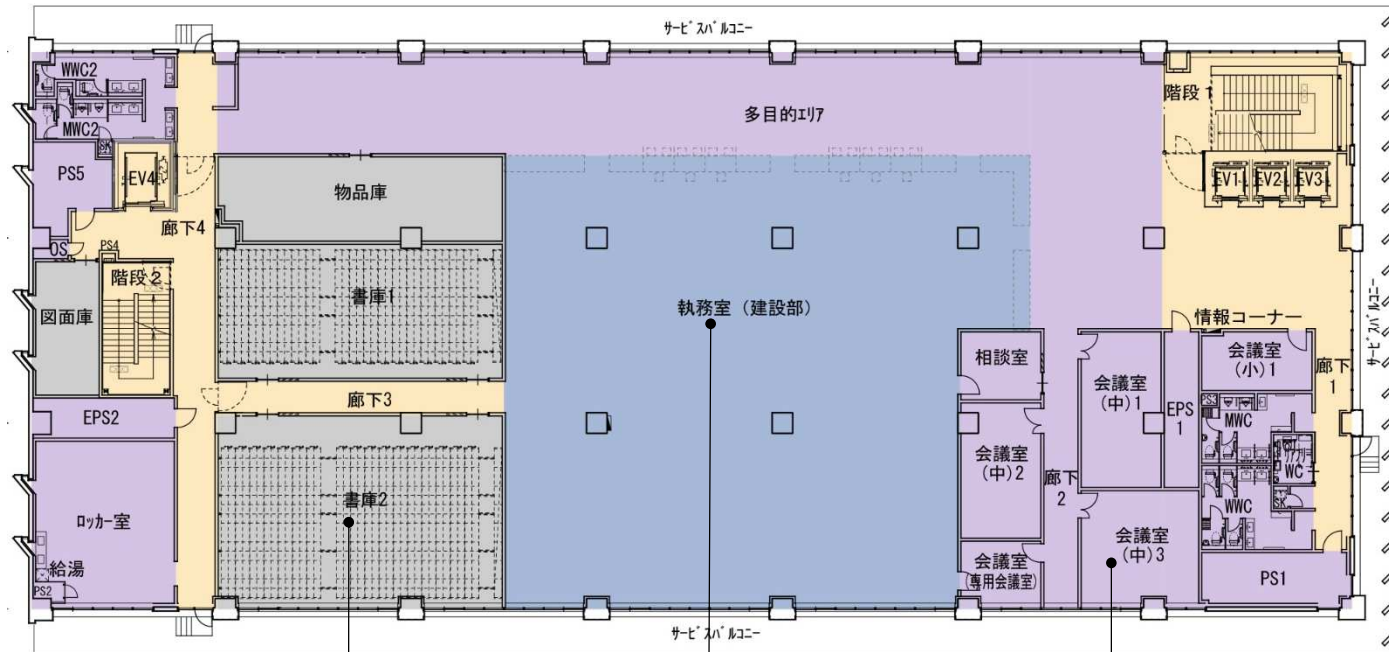 サービスバルコニー
WWC2
MWC2
SK
PS5
EV4
廊下4
OS
PS4
階段2
図面庫
EPS2
ロッカー室
給湯
PS2
物品庫
書庫1
廊下3
書庫2
多目的エリア
執務室（建設部）
階段1
EV1
EV2
EV3
情報コーナー
相談室
会議室
(中)2
会議室
(専用会議室)
廊下
2
会議室
(中)1
会議室
(中)3
EPS
1
会議室
(小)1
廊下
1
PS3
MWC
WC
SK
WWC
PS1
サービスバルコニー
サービスバルコニー